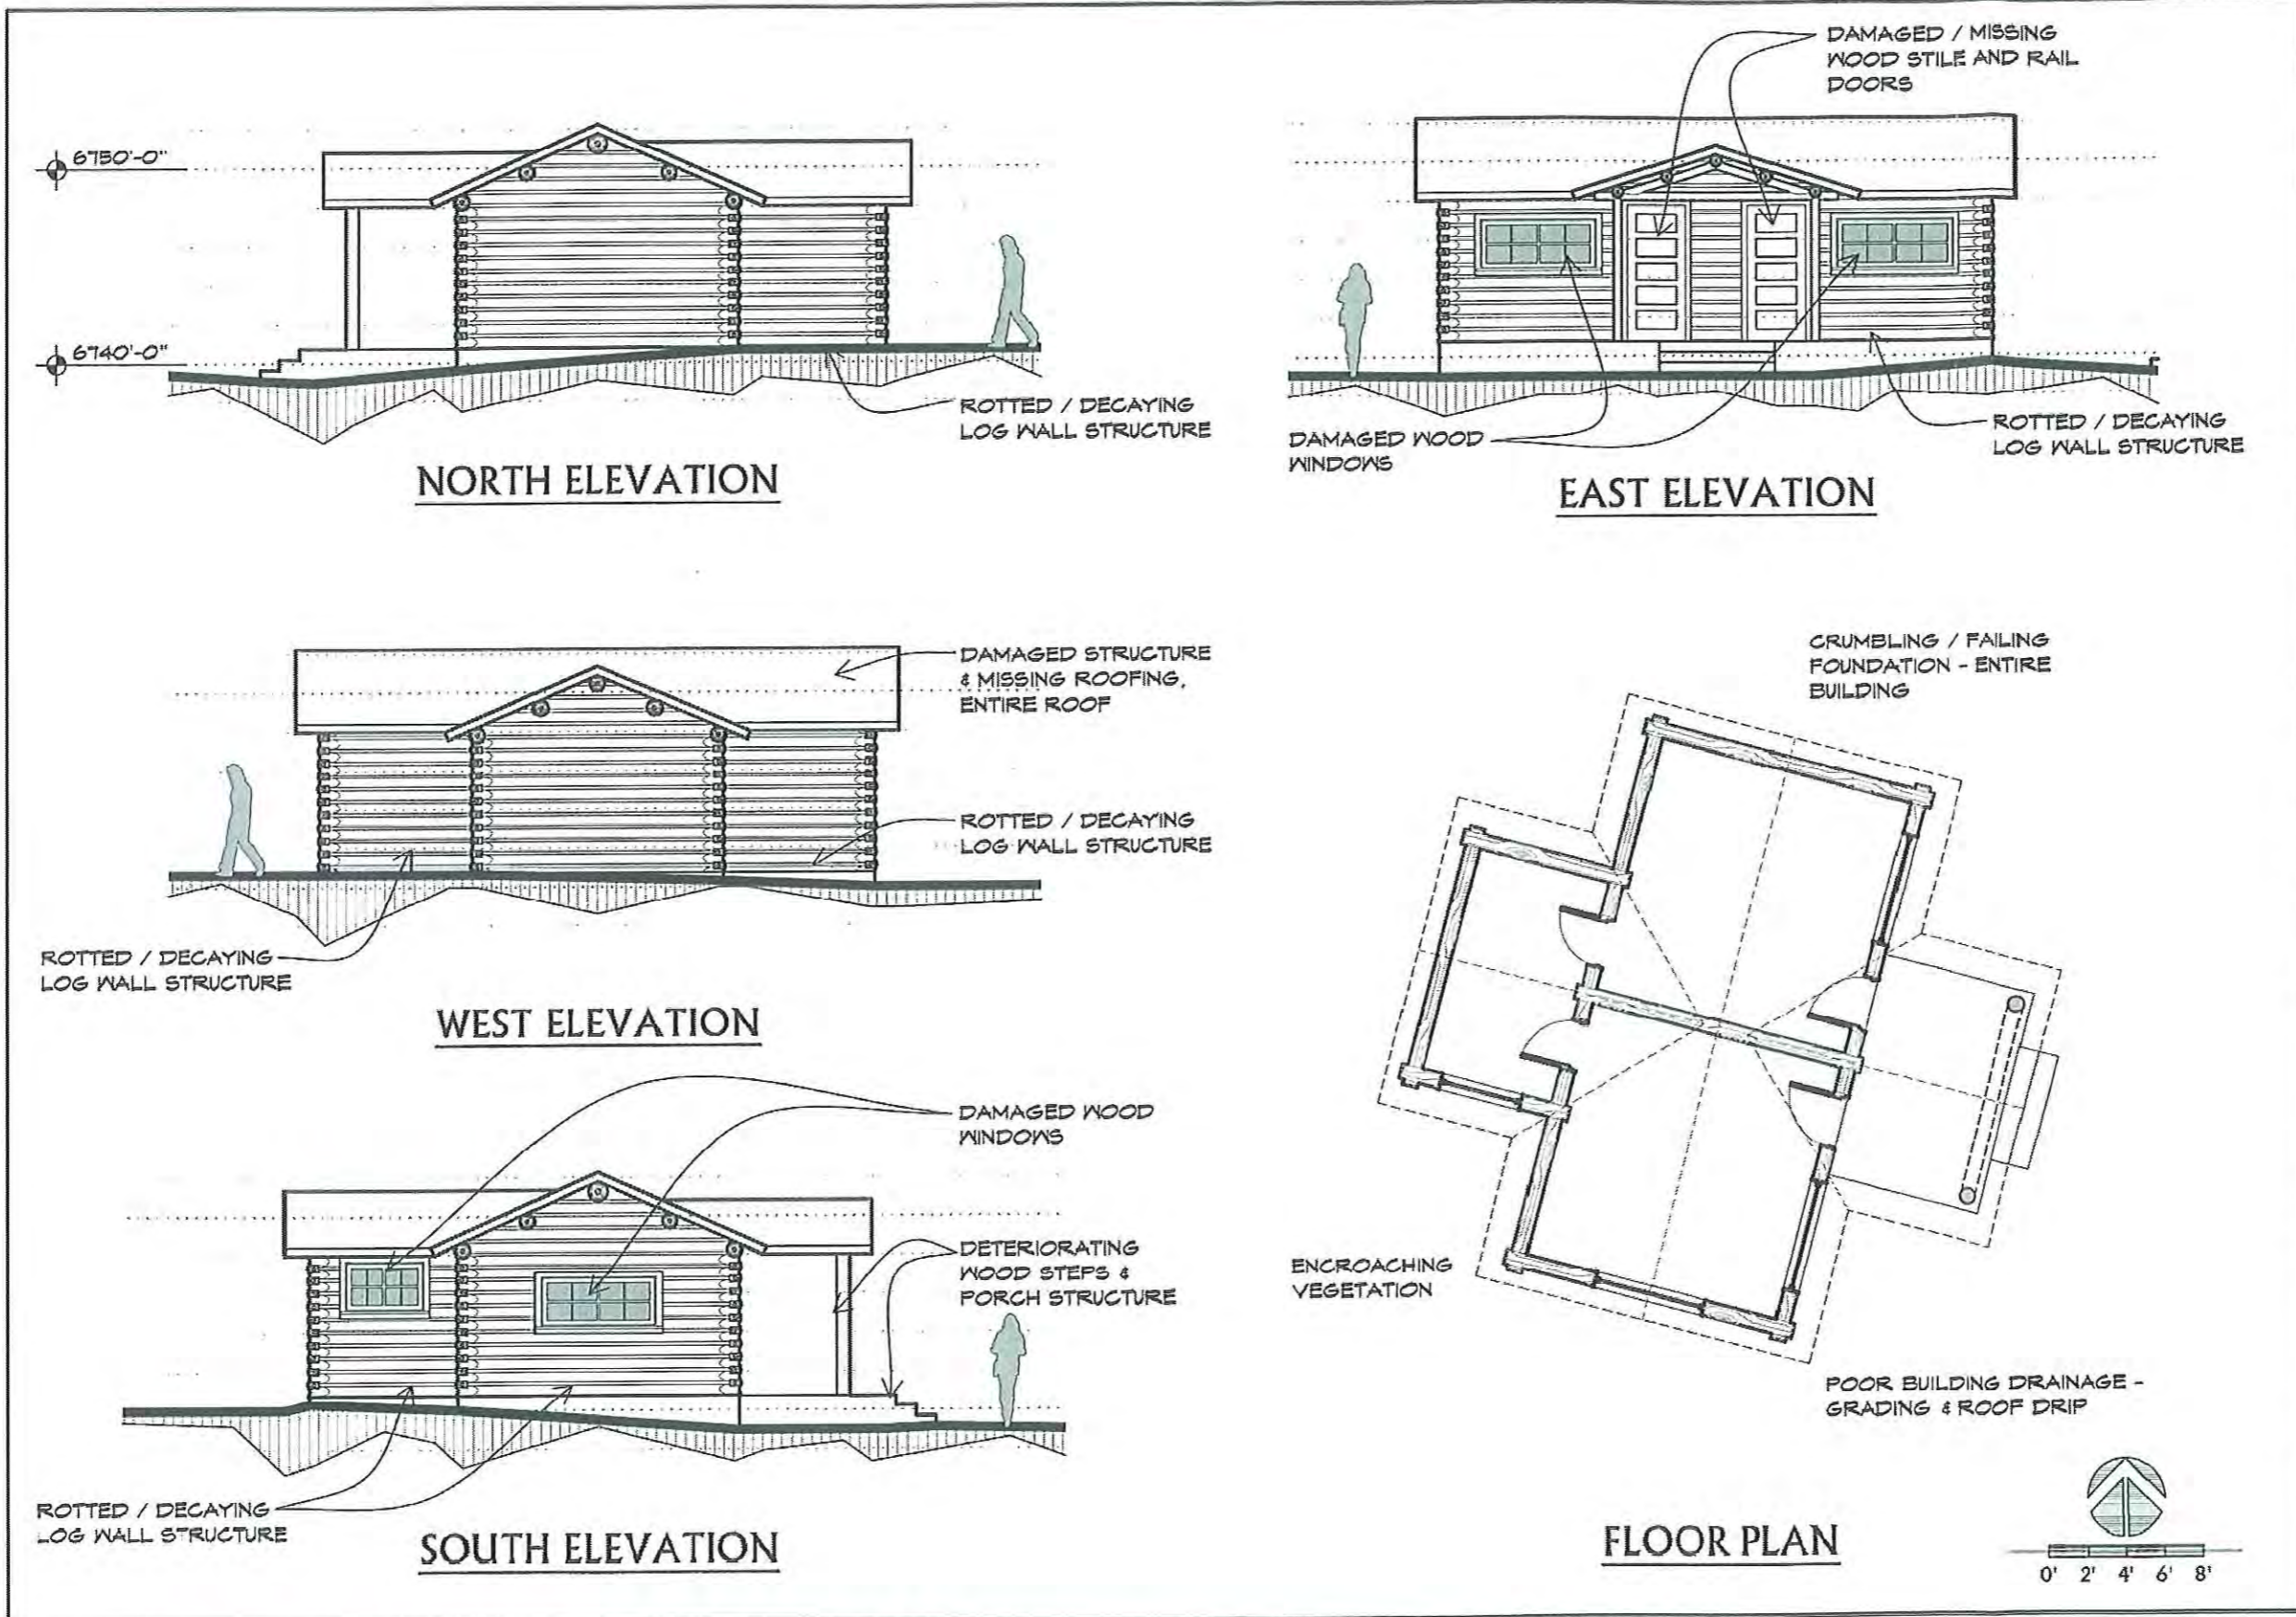 6750'-0"
6740'-0"
ROTTED / DECAYING
LOG WALL STRUCTURE
NORTH ELEVATION
DAMAGED / MISSING
WOOD STILE AND RAIL
DOORS
DAMAGED WOOD
WINDOWS
ROTTED / DECAYING
LOG WALL STRUCTURE
EAST ELEVATION
DAMAGED STRUCTURE
& MISSING ROOFING,
ENTIRE ROOF
ROTTED / DECAYING
LOG WALL STRUCTURE
ROTTED / DECAYING
LOG WALL STRUCTURE
WEST ELEVATION
DAMAGED WOOD
WINDOWS
DETERIORATING
WOOD STEPS &
PORCH STRUCTURE
ROTTED / DECAYING
LOG WALL STRUCTURE
SOUTH ELEVATION
CRUMBLING / FAILING
FOUNDATION - ENTIRE
BUILDING
ENCROACHING
VEGETATION
POOR BUILDING DRAINAGE -
GRADING & ROOF DRIP
FLOOR PLAN
0' 2' 4' 6' 8'